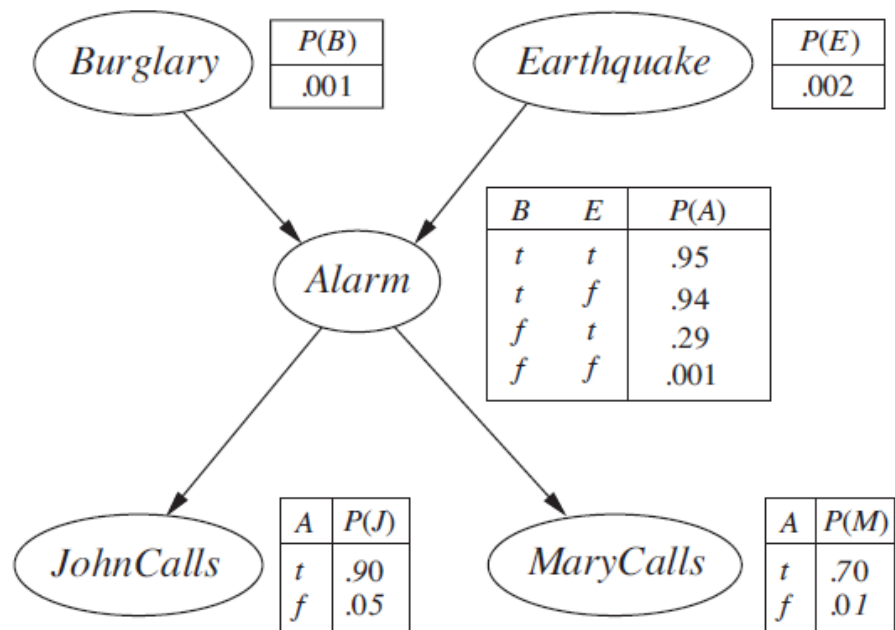 Burglary
P(B)
.001
Earthquake
P(E)
.002
B E P(A)
t t .95
t f .94
f t .29
f f .001
Alarm
JohnCalls
A P(J)
t .90
f .05
MaryCalls
A P(M)
t .70
f .01